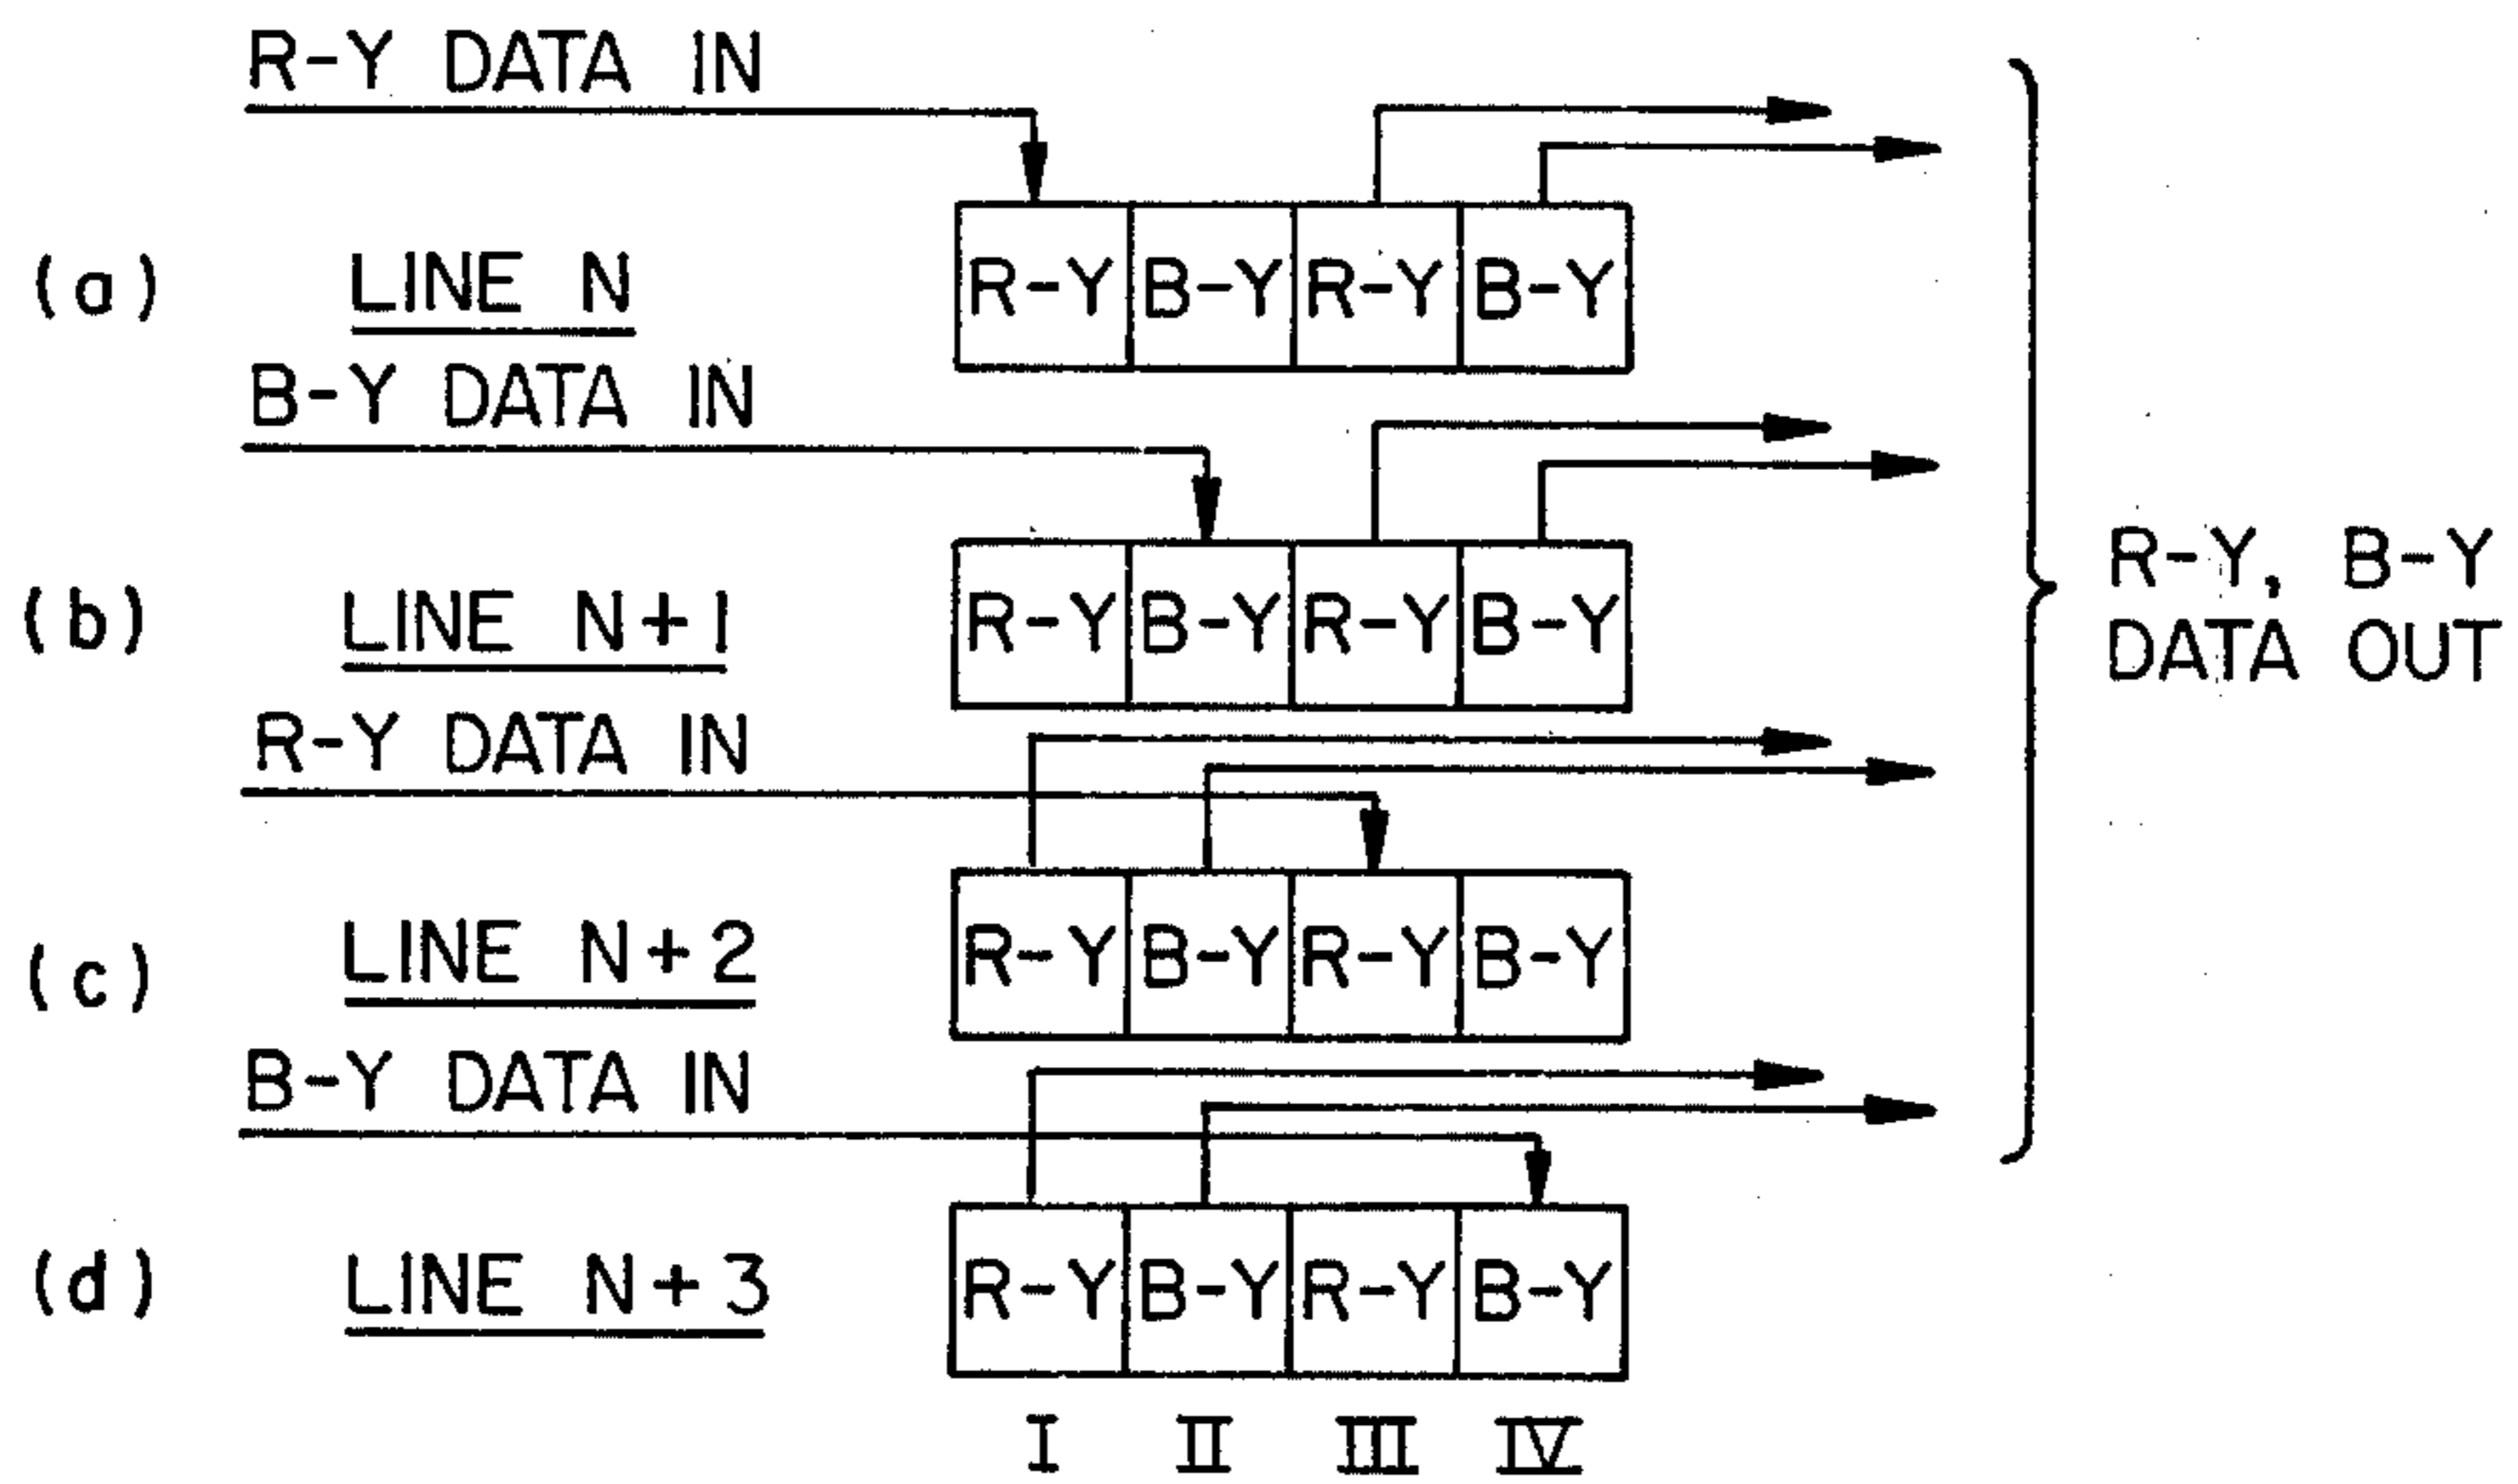 R-Y DATA IN
(a) LINE N
R-Y B-Y R-Y B-Y
B-Y DATA IN
(b) LINE N+1
R-Y B-Y R-Y B-Y
R-Y, B-Y
DATA OUT
R-Y DATA IN
(c) LINE N+2
R-Y B-Y R-Y B-Y
B-Y DATA IN
(d) LINE N+3
R-Y B-Y R-Y B-Y
I II III IV